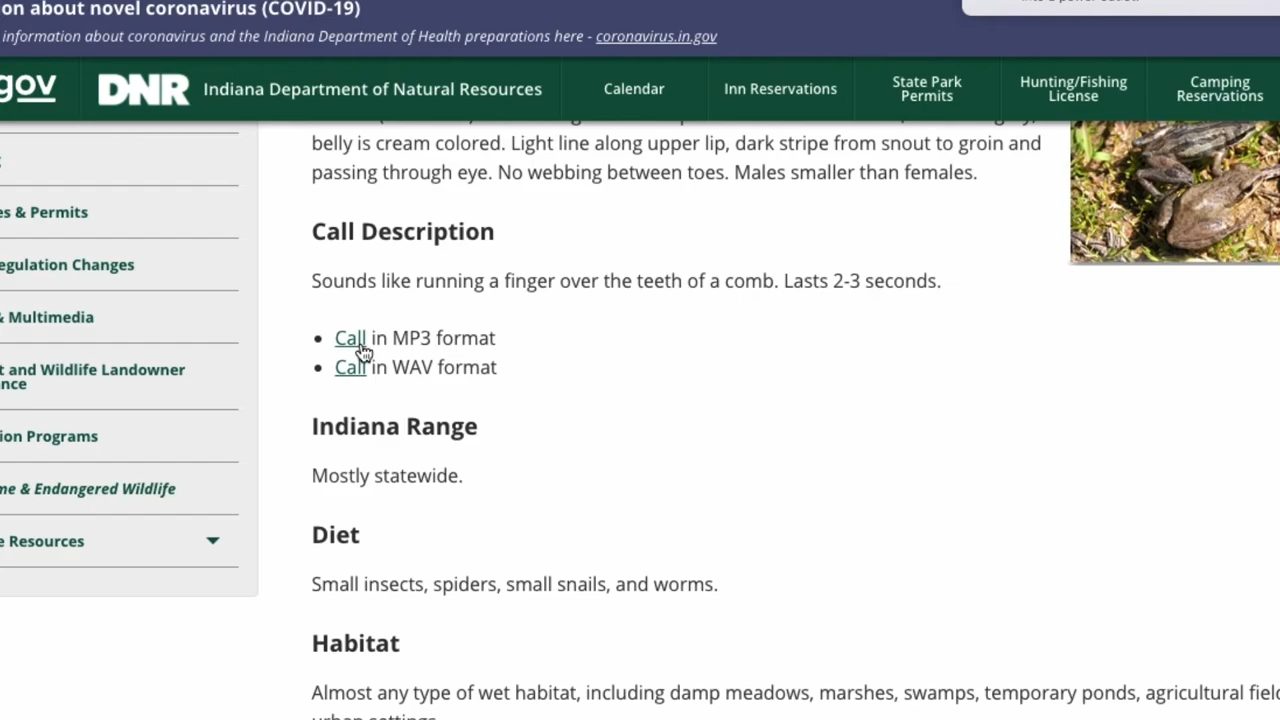 on about novel coronavirus (COVID-19)
information about coronavirus and the Indiana Department of Health preparations here - coronavirus.in.gov
gov
DNR Indiana Department of Natural Resources
Calendar
Inn Reservations
State Park
Permits
Hunting/Fishing
License
Camping
Reservations
es & Permits
egulation Changes
& Multimedia
t and Wildlife Landowner
nce
ion Programs
me & Endangered Wildlife
e Resources
belly is cream colored. Light line along upper lip, dark stripe from snout to groin and
passing through eye. No webbing between toes. Males smaller than females.
Call Description
Sounds like running a finger over the teeth of a comb. Lasts 2-3 seconds.
• Call in MP3 format
• Call in WAV format
Indiana Range
Mostly statewide.
Diet
Small insects, spiders, small snails, and worms.
Habitat
Almost any type of wet habitat, including damp meadows, marshes, swamps, temporary ponds, agricultural field
urban settings.